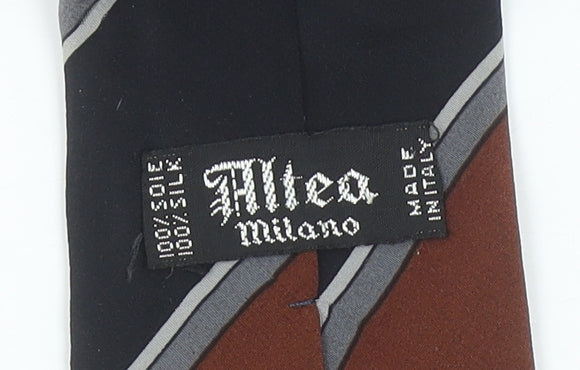 100% SOIE
100% SILK
Altea
Milano
MADE
IN ITALY